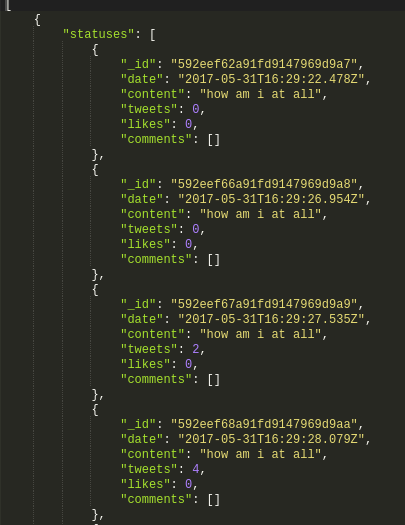 [
{
"statuses": [
{
"_id": "592eef62a91fd9147969d9a7",
"date": "2017-05-31T16:29:22.478Z",
"content": "how am i at all",
"tweets": 0,
"likes": 0,
"comments": []
},
{
"_id": "592eef66a91fd9147969d9a8",
"date": "2017-05-31T16:29:26.954Z",
"content": "how am i at all",
"tweets": 0,
"likes": 0,
"comments": []
},
{
"_id": "592eef67a91fd9147969d9a9",
"date": "2017-05-31T16:29:27.535Z",
"content": "how am i at all",
"tweets": 2,
"likes": 0,
"comments": []
},
{
"_id": "592eef68a91fd9147969d9aa",
"date": "2017-05-31T16:29:28.079Z",
"content": "how am i at all",
"tweets": 4,
"likes": 0,
"comments": []
},